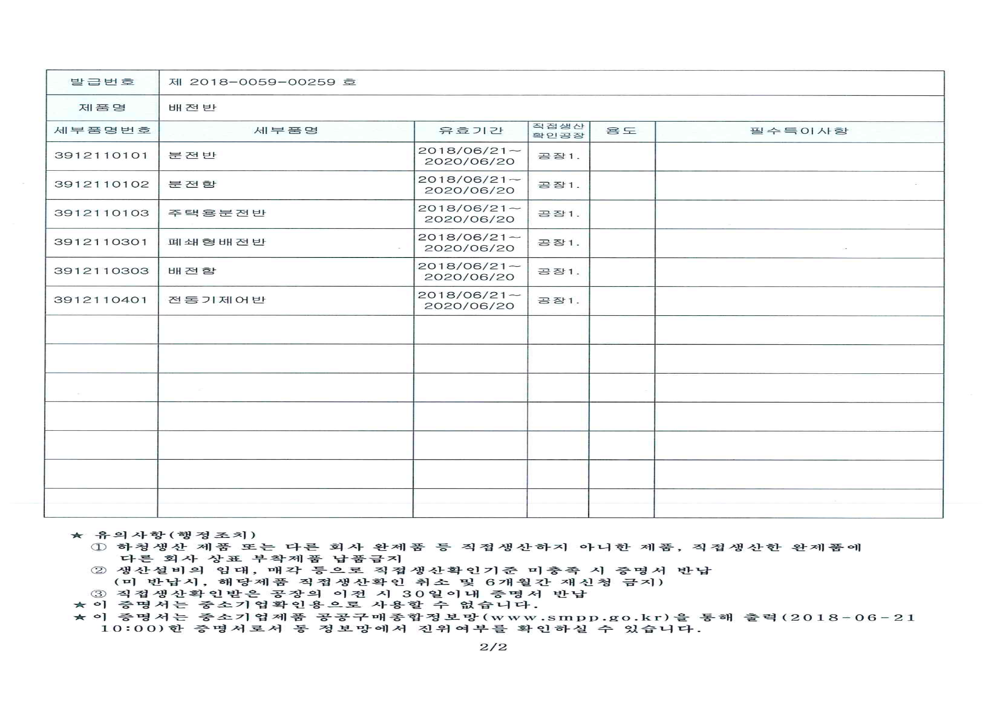 발급번호 제 2018-0059-00259 호
제품명 배전반
세부품명번호 세부품명 유효기간 직접생산 확인공장 용도 필수특이사항
3912110101 분전반 2018/06/21~ 2020/06/20 공장1.
3912110102 분전함 2018/06/21~ 2020/06/20 공장1.
3912110103 주택용분전반 2018/06/21~ 2020/06/20 공장1.
3912110301 폐쇄형배전반 2018/06/21~ 2020/06/20 공장1.
3912110303 배전함 2018/06/21~ 2020/06/20 공장1.
3912110401 전동기제어반 2018/06/21~ 2020/06/20 공장1.
★ 유의사항(행정조치)
① 하청생산 제품 또는 다른 회사 완제품 등 직접생산하지 아니한 제품, 직접생산한 완제품에
다른 회사 상표 부착제품 납품금지
② 생산설비의 임대, 매각 등으로 직접생산확인기준 미충족 시 증명서 반납
(미 반납시, 해당제품 직접생산확인 취소 및 6개월간 재신청 금지)
③ 직접생산확인받은 공장의 이전 시 30일이내 증명서 반납
★ 이 증명서는 중소기업확인용으로 사용할 수 없습니다.
★ 이 증명서는 중소기업제품 공공구매종합정보망(www.smpp.go.kr)을 통해 출력(2018-06-21
10:00)한 증명서로서 동 정보망에서 진위여부를 확인하실 수 있습니다.
2/2